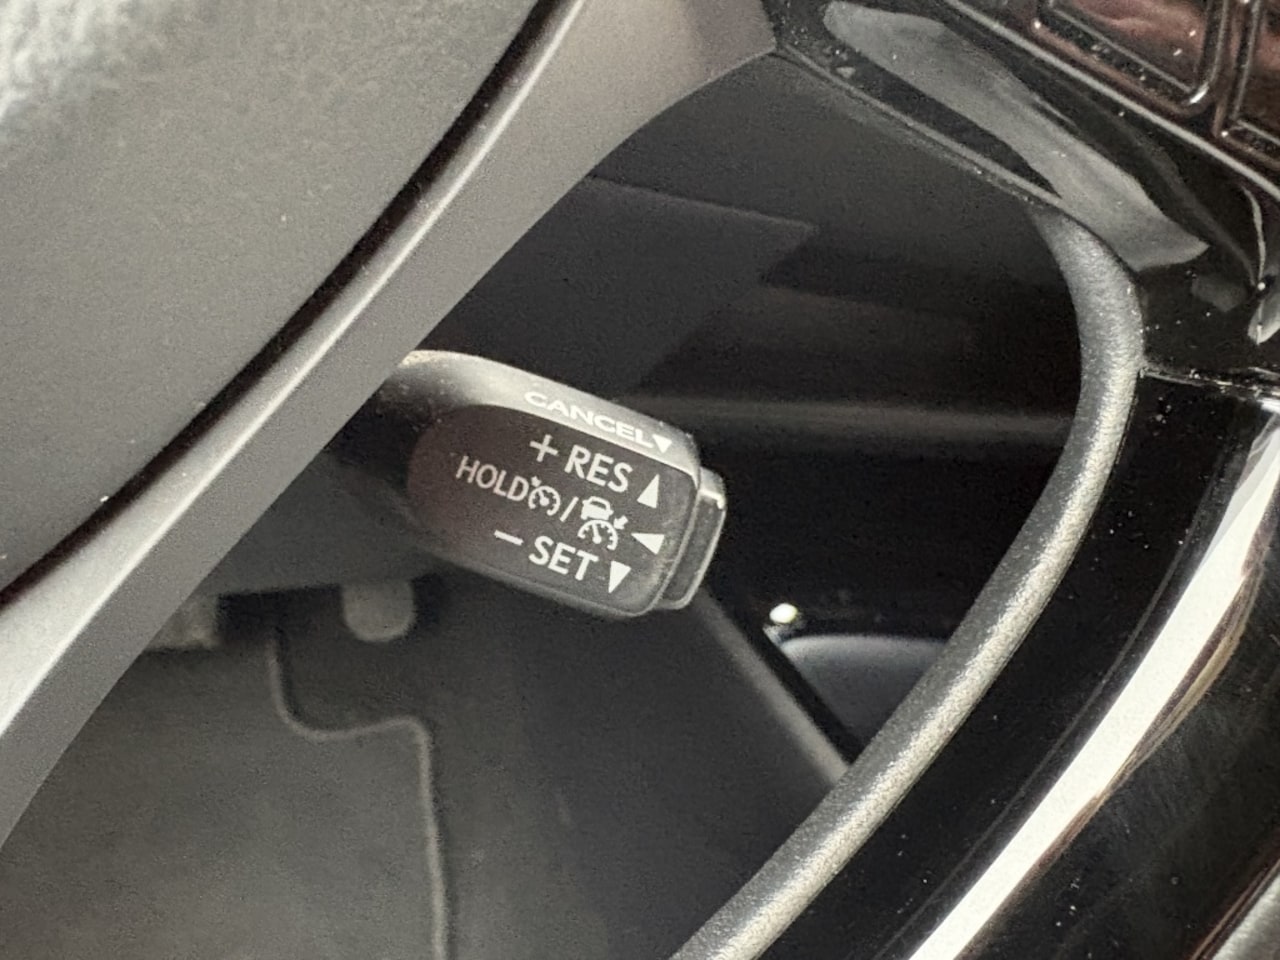 CANCEL▼
+ RES ▲
HOLD / ◀
− SET ▼